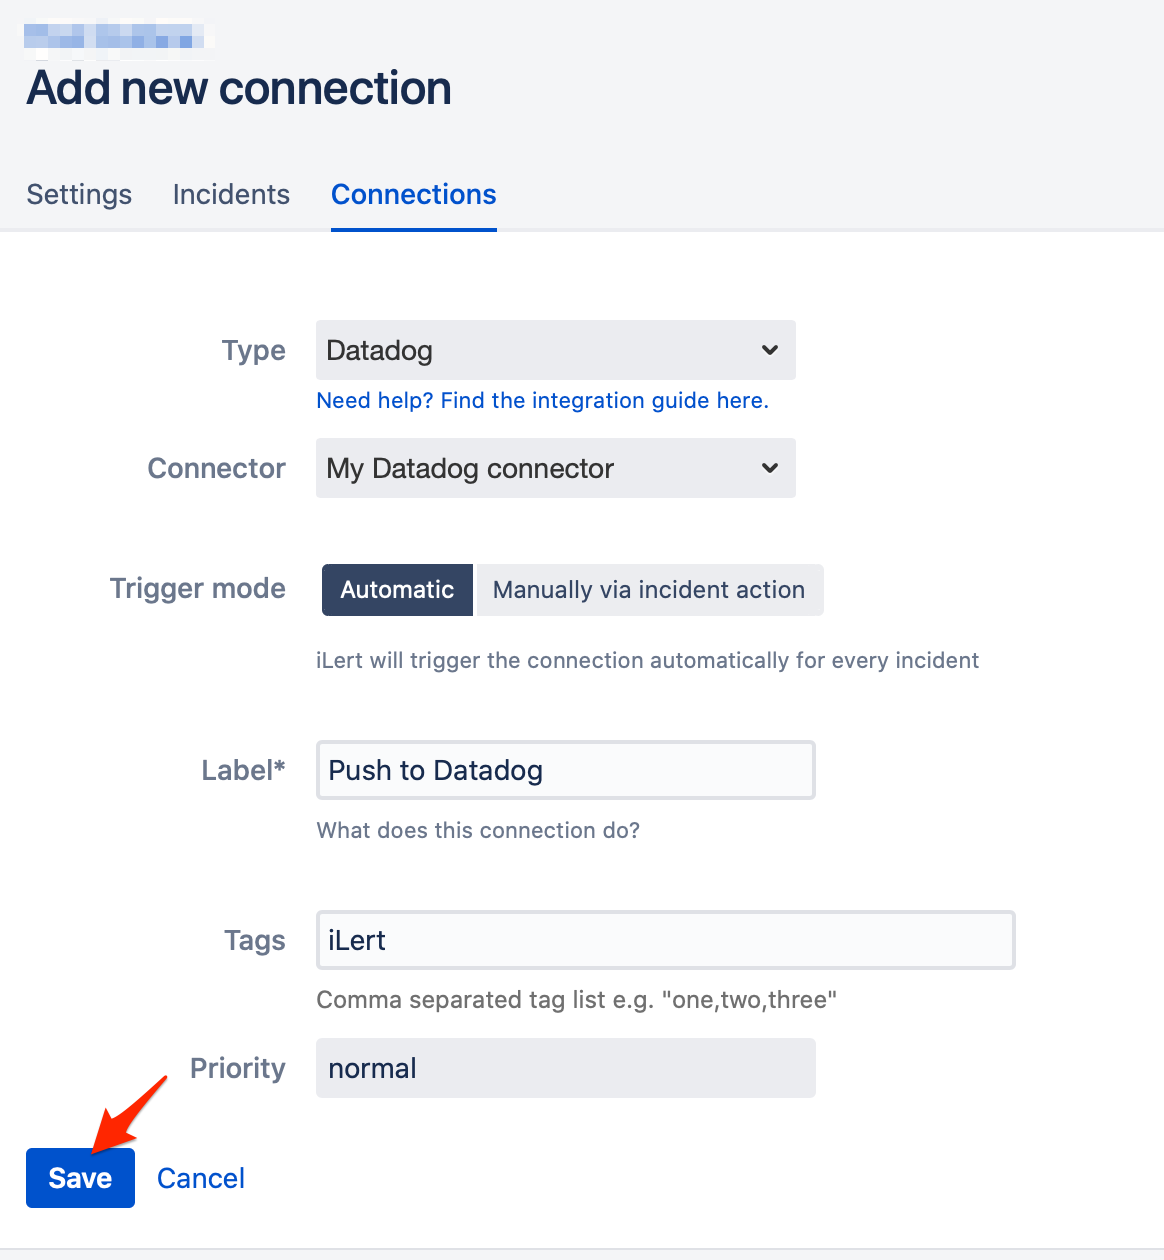 Add new connection
Settings Incidents Connections
Type Datadog
Need help? Find the integration guide here.
Connector My Datadog connector
Trigger mode Automatic Manually via incident action
iLert will trigger the connection automatically for every incident
Label* Push to Datadog
What does this connection do?
Tags iLert
Comma separated tag list e.g. "one,two,three"
Priority normal
Save Cancel